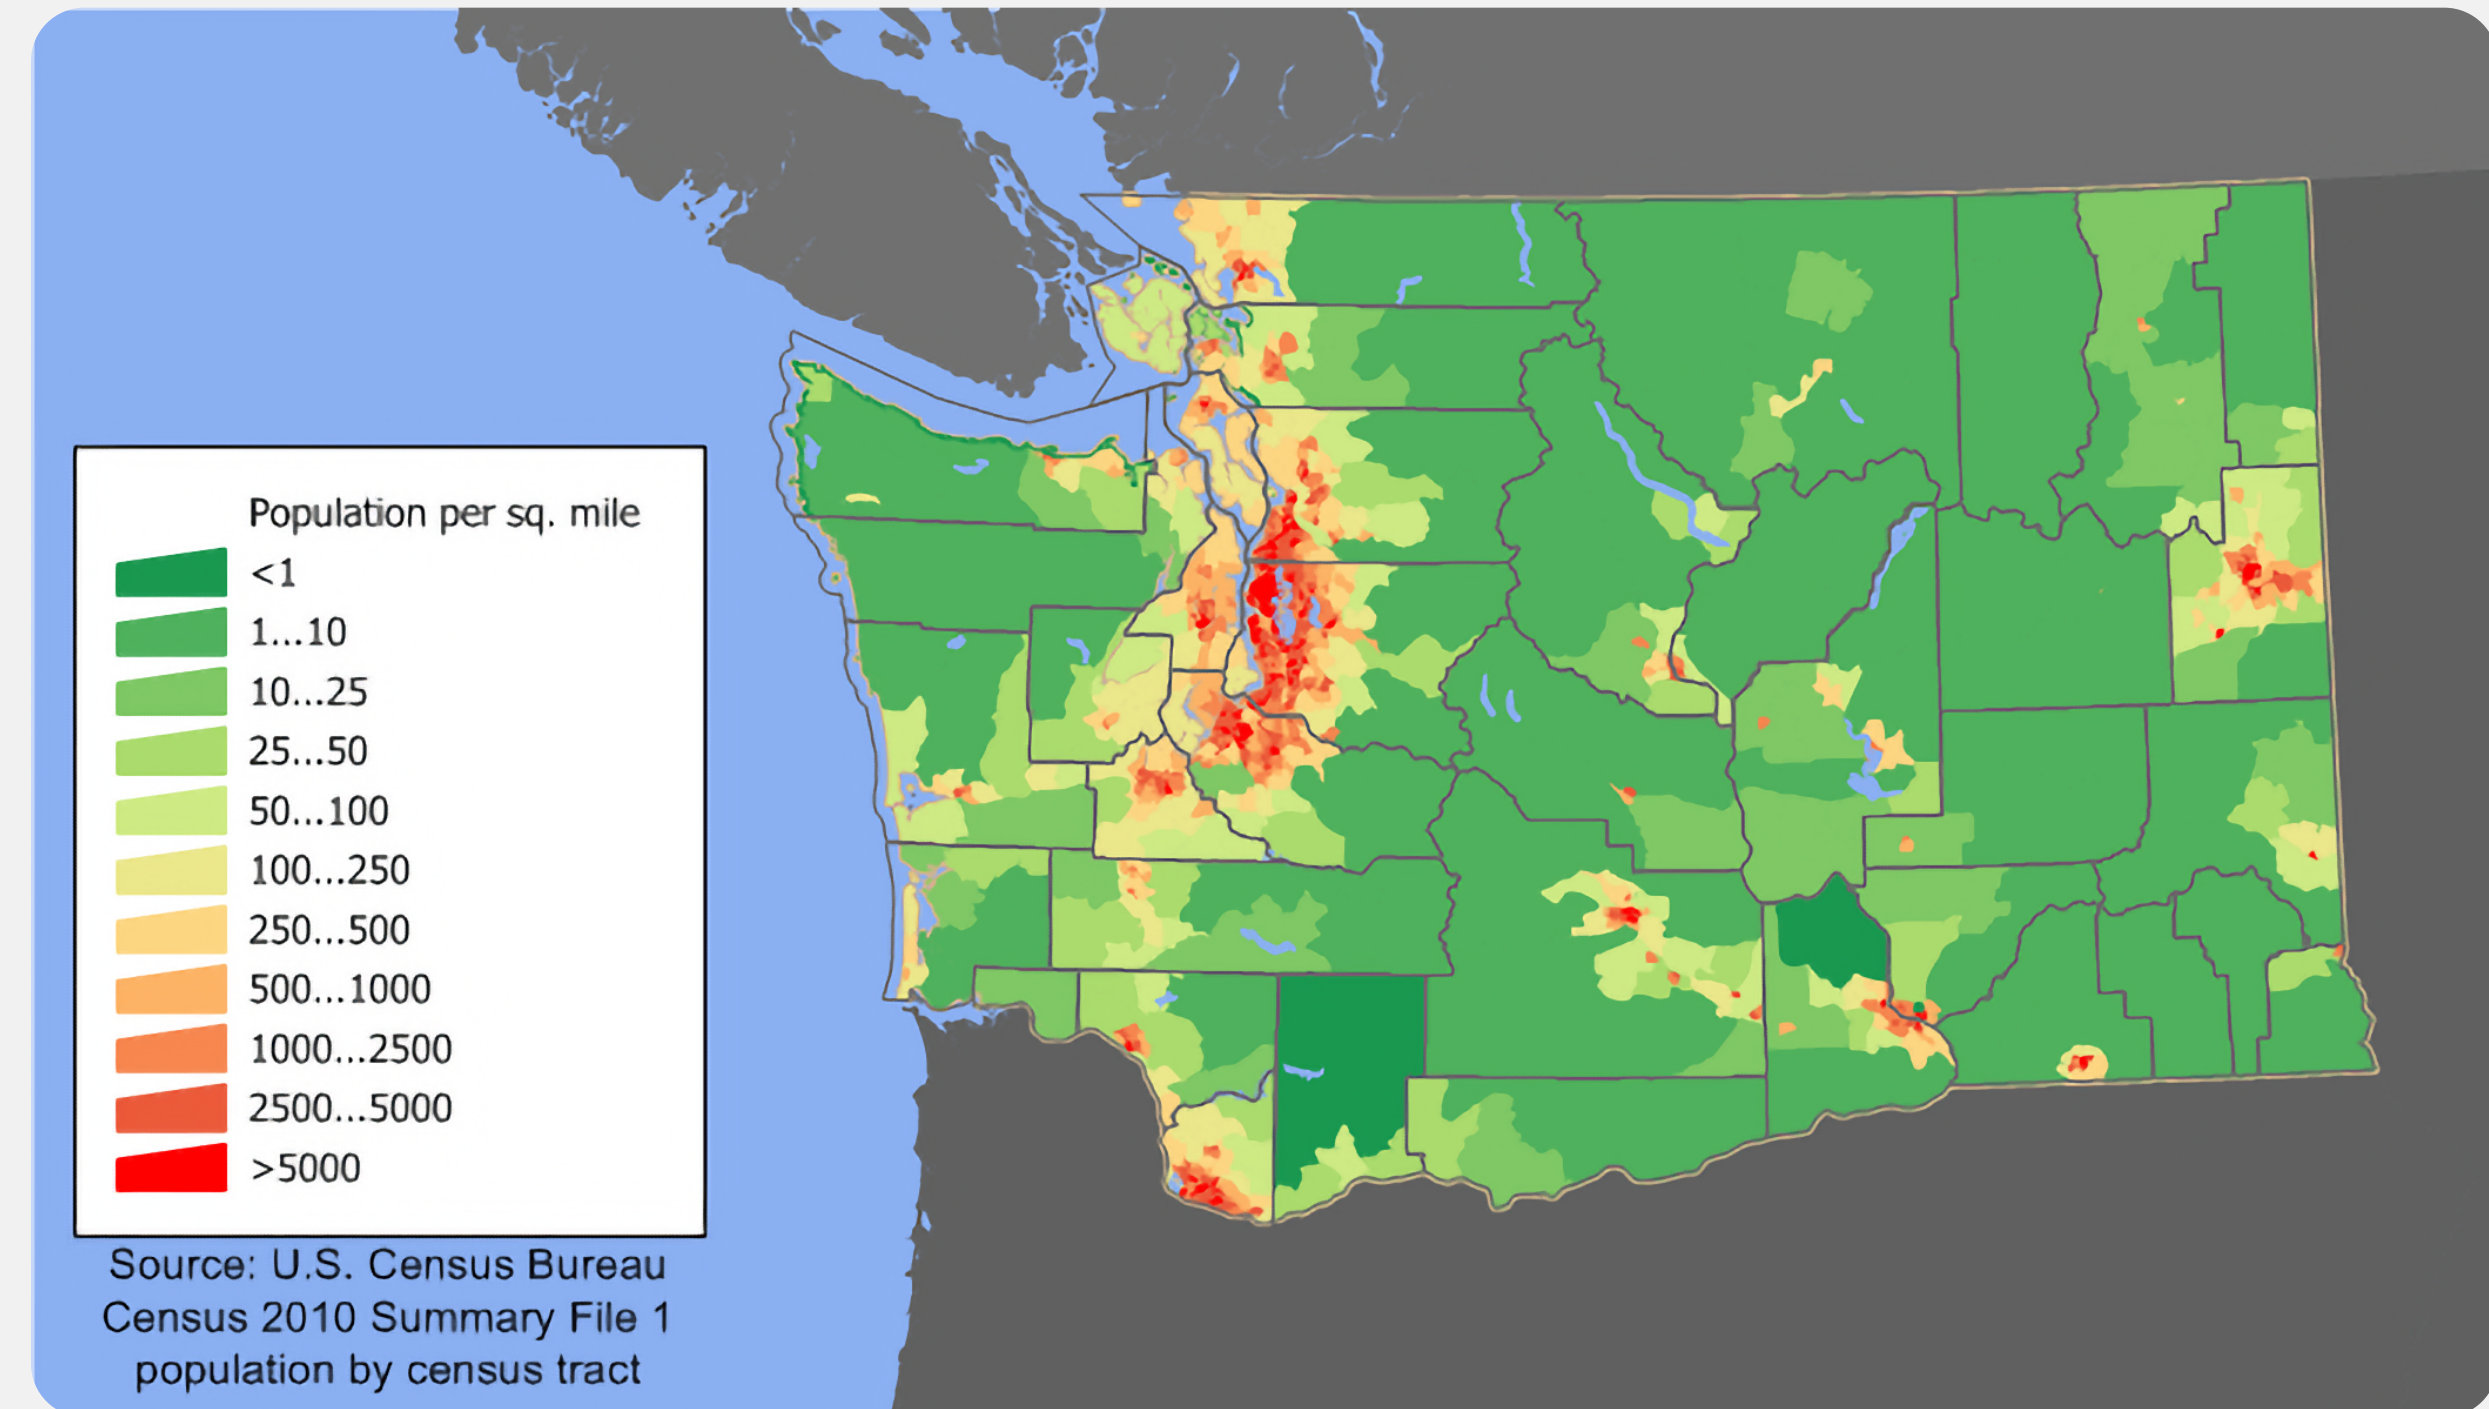 Population per sq. mile
<1
1...10
10...25
25...50
50...100
100...250
250...500
500...1000
1000...2500
2500...5000
>5000
Source: U.S. Census Bureau
Census 2010 Summary File 1
population by census tract